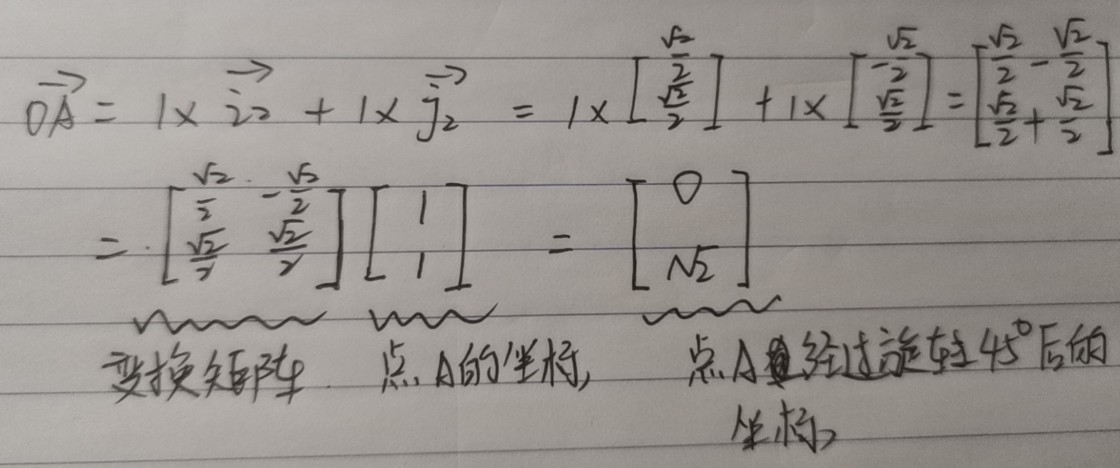 $\overrightarrow{OA} = 1 \times \overrightarrow{i_2} + 1 \times \overrightarrow{j_2} = 1 \times \begin{bmatrix} \frac{\sqrt{2}}{2} \\ \frac{\sqrt{2}}{2} \end{bmatrix} + 1 \times \begin{bmatrix} -\frac{\sqrt{2}}{2} \\ \frac{\sqrt{2}}{2} \end{bmatrix} = \begin{bmatrix} \frac{\sqrt{2}}{2} - \frac{\sqrt{2}}{2} \\ \frac{\sqrt{2}}{2} + \frac{\sqrt{2}}{2} \end{bmatrix}$
$= \begin{bmatrix} \frac{\sqrt{2}}{2} & -\frac{\sqrt{2}}{2} \\ \frac{\sqrt{2}}{2} & \frac{\sqrt{2}}{2} \end{bmatrix} \begin{bmatrix} 1 \\ 1 \end{bmatrix} = \begin{bmatrix} 0 \\ \sqrt{2} \end{bmatrix}$
变换矩阵 点A的坐标 点A经过旋转45°后的
坐标